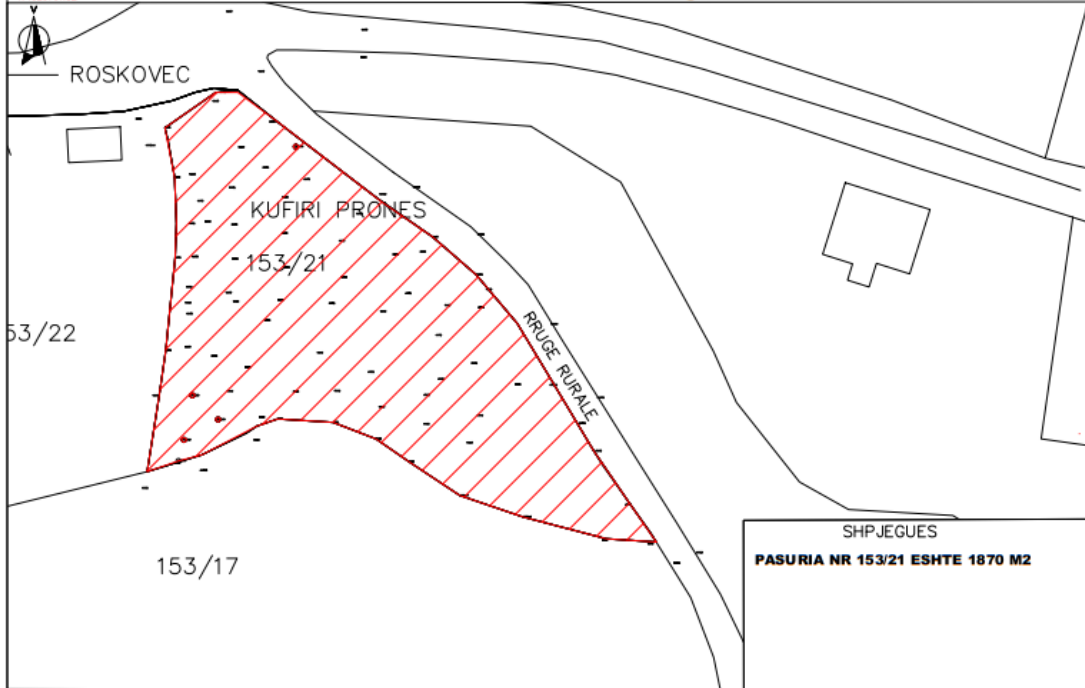 ROSKOVEC
KUFIRI PRONES
153/21
53/22
RRUGE RURALE
153/17
SHPJEGUES
PASURIA NR 153/21 ESHTE 1870 M2